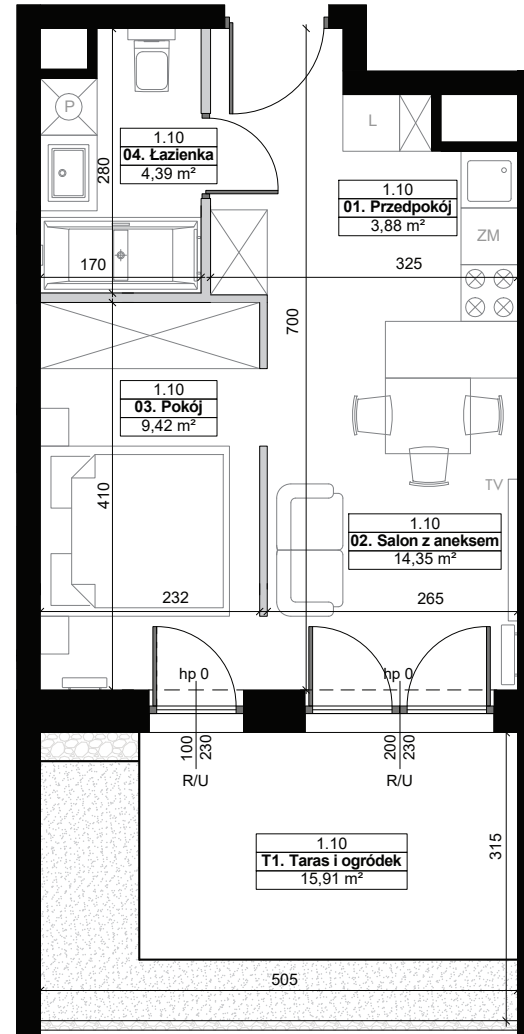 P
1.10
04. Łazienka
4,39 m²
280
170
L
1.10
01. Przedpokój
3,88 m²
ZM
325
700
1.10
03. Pokój
9,42 m²
410
TV
1.10
02. Salon z aneksem
14,35 m²
232
265
hp 0
hp 0
100
230
R/U
200
230
R/U
1.10
T1. Taras i ogródek
15,91 m²
315
505